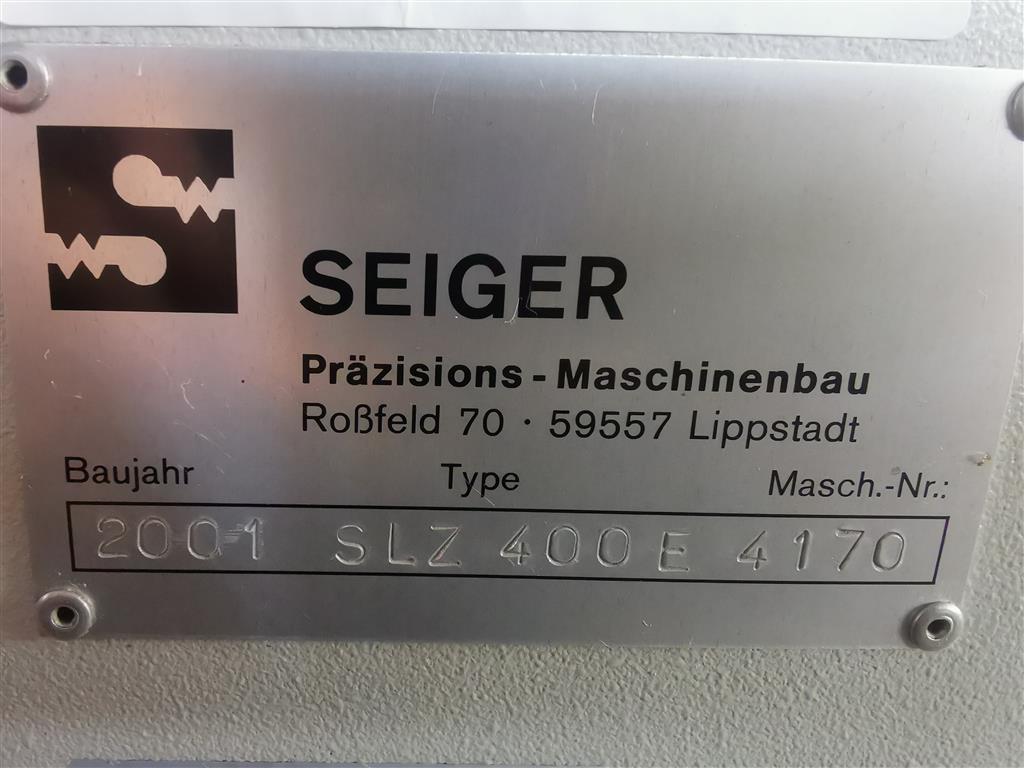 SEIGER
Präzisions - Maschinenbau
Roßfeld 70 · 59557 Lippstadt
Baujahr Type Masch.-Nr.:
2001 SLZ 400 E 4170